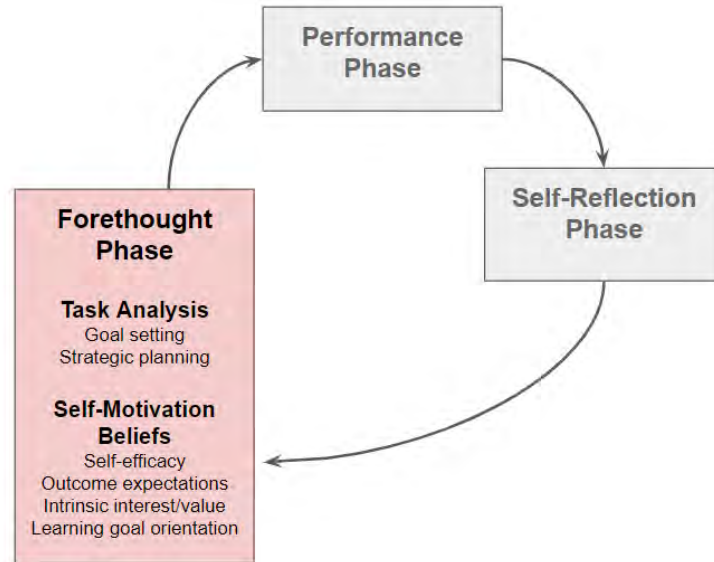 Performance
Phase
Self-Reflection
Phase
Forethought
Phase
Task Analysis
Goal setting
Strategic planning
Self-Motivation
Beliefs
Self-efficacy
Outcome expectations
Intrinsic interest/value
Learning goal orientation